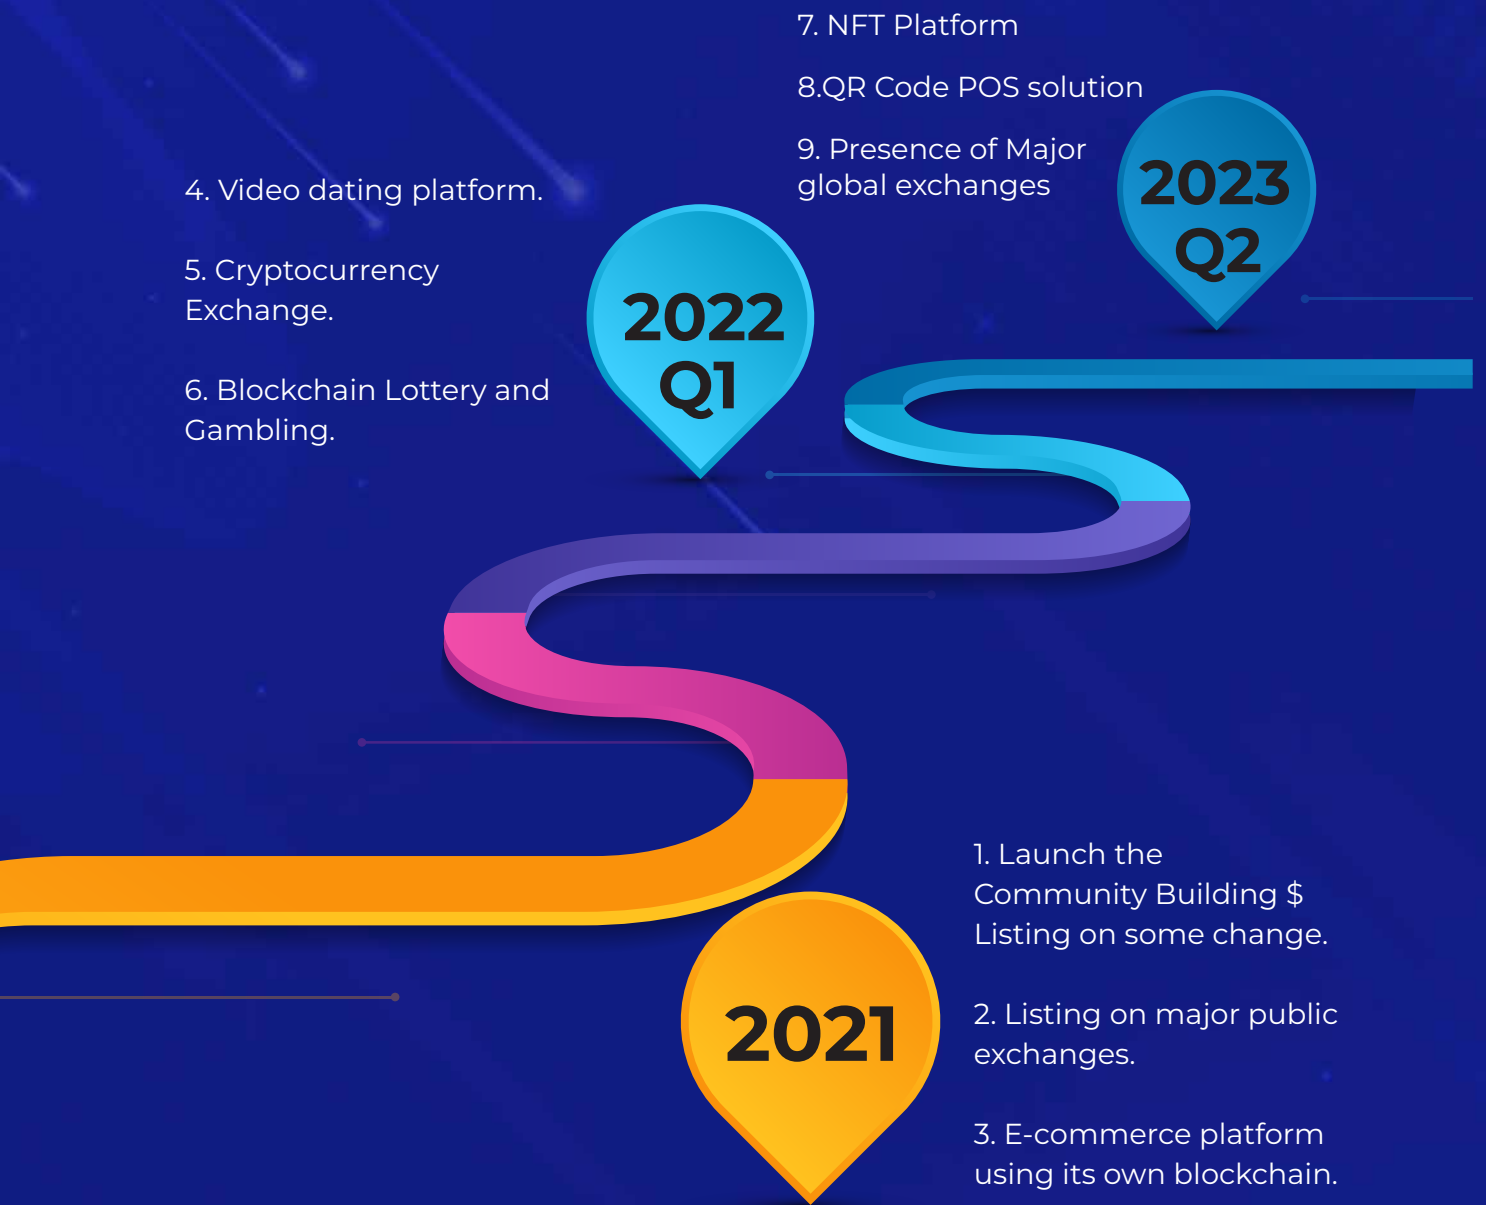 7. NFT Platform
8.QR Code POS solution
9. Presence of Major
global exchanges
2023
Q2
4. Video dating platform.
5. Cryptocurrency
Exchange.
6. Blockchain Lottery and
Gambling.
2022
Q1
1. Launch the
Community Building $
Listing on some change.
2. Listing on major public
exchanges.
3. E-commerce platform
using its own blockchain.
2021